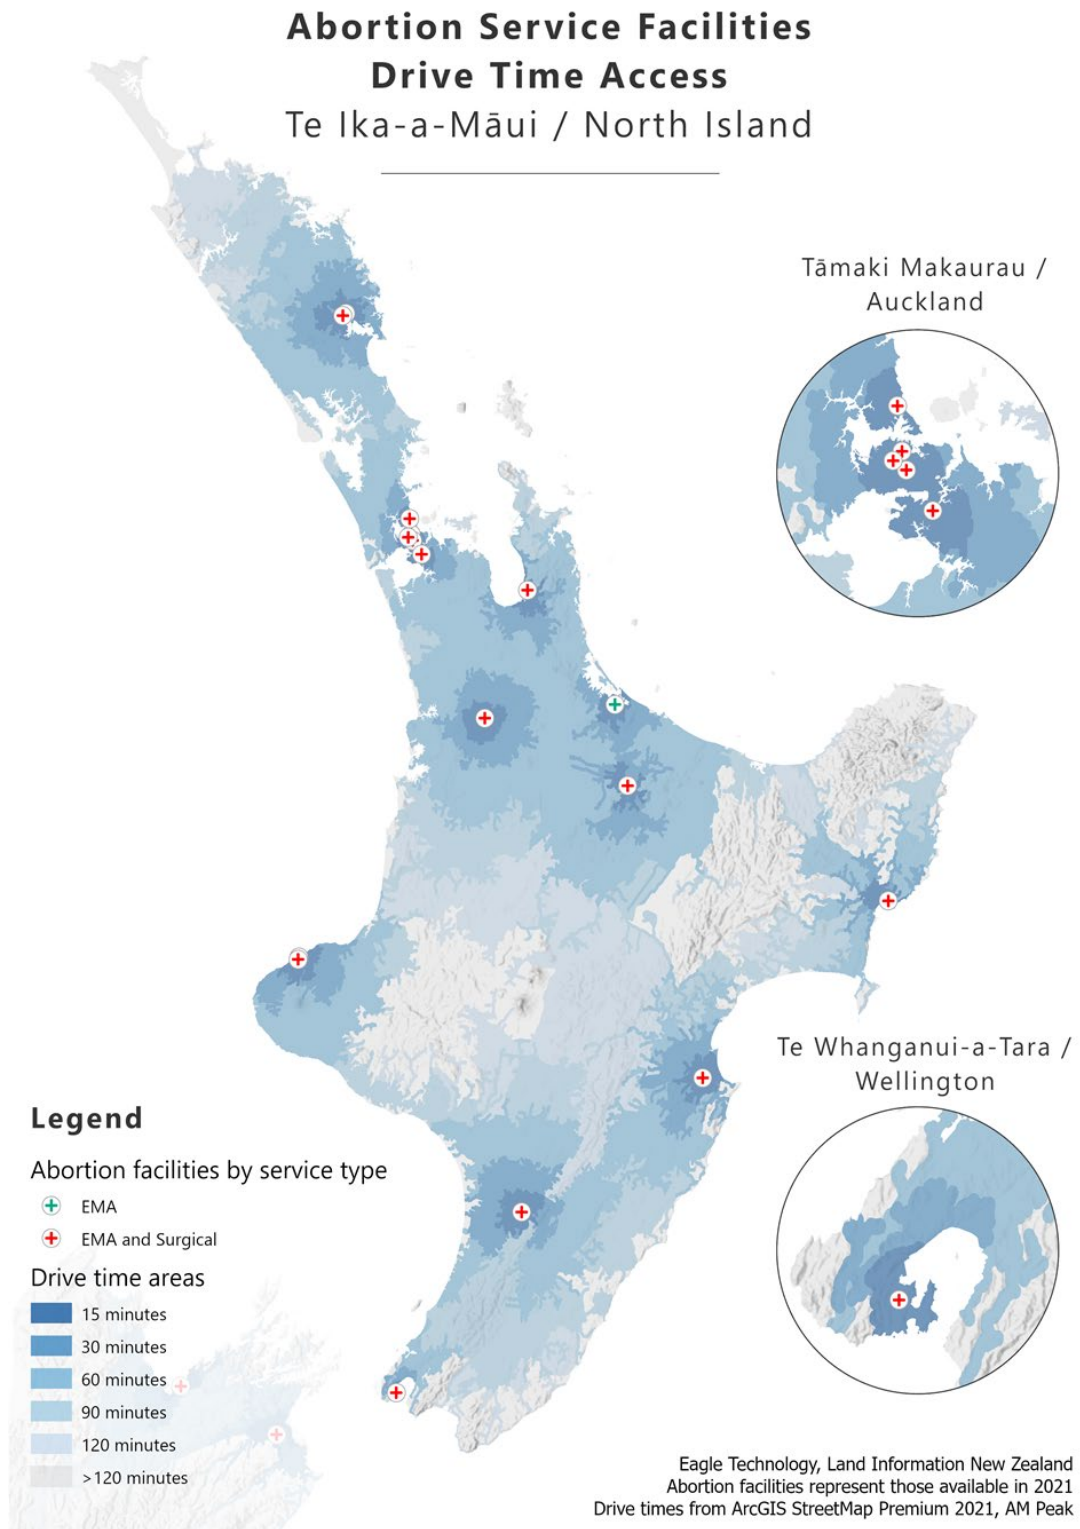 Abortion Service Facilities
Drive Time Access
Te Ika-a-Māui / North Island
Tāmaki Makaurau /
Auckland
Te Whanganui-a-Tara /
Wellington
Legend
Abortion facilities by service type
EMA
EMA and Surgical
Drive time areas
15 minutes
30 minutes
60 minutes
90 minutes
120 minutes
>120 minutes
Eagle Technology, Land Information New Zealand
Abortion facilities represent those available in 2021
Drive times from ArcGIS StreetMap Premium 2021, AM Peak